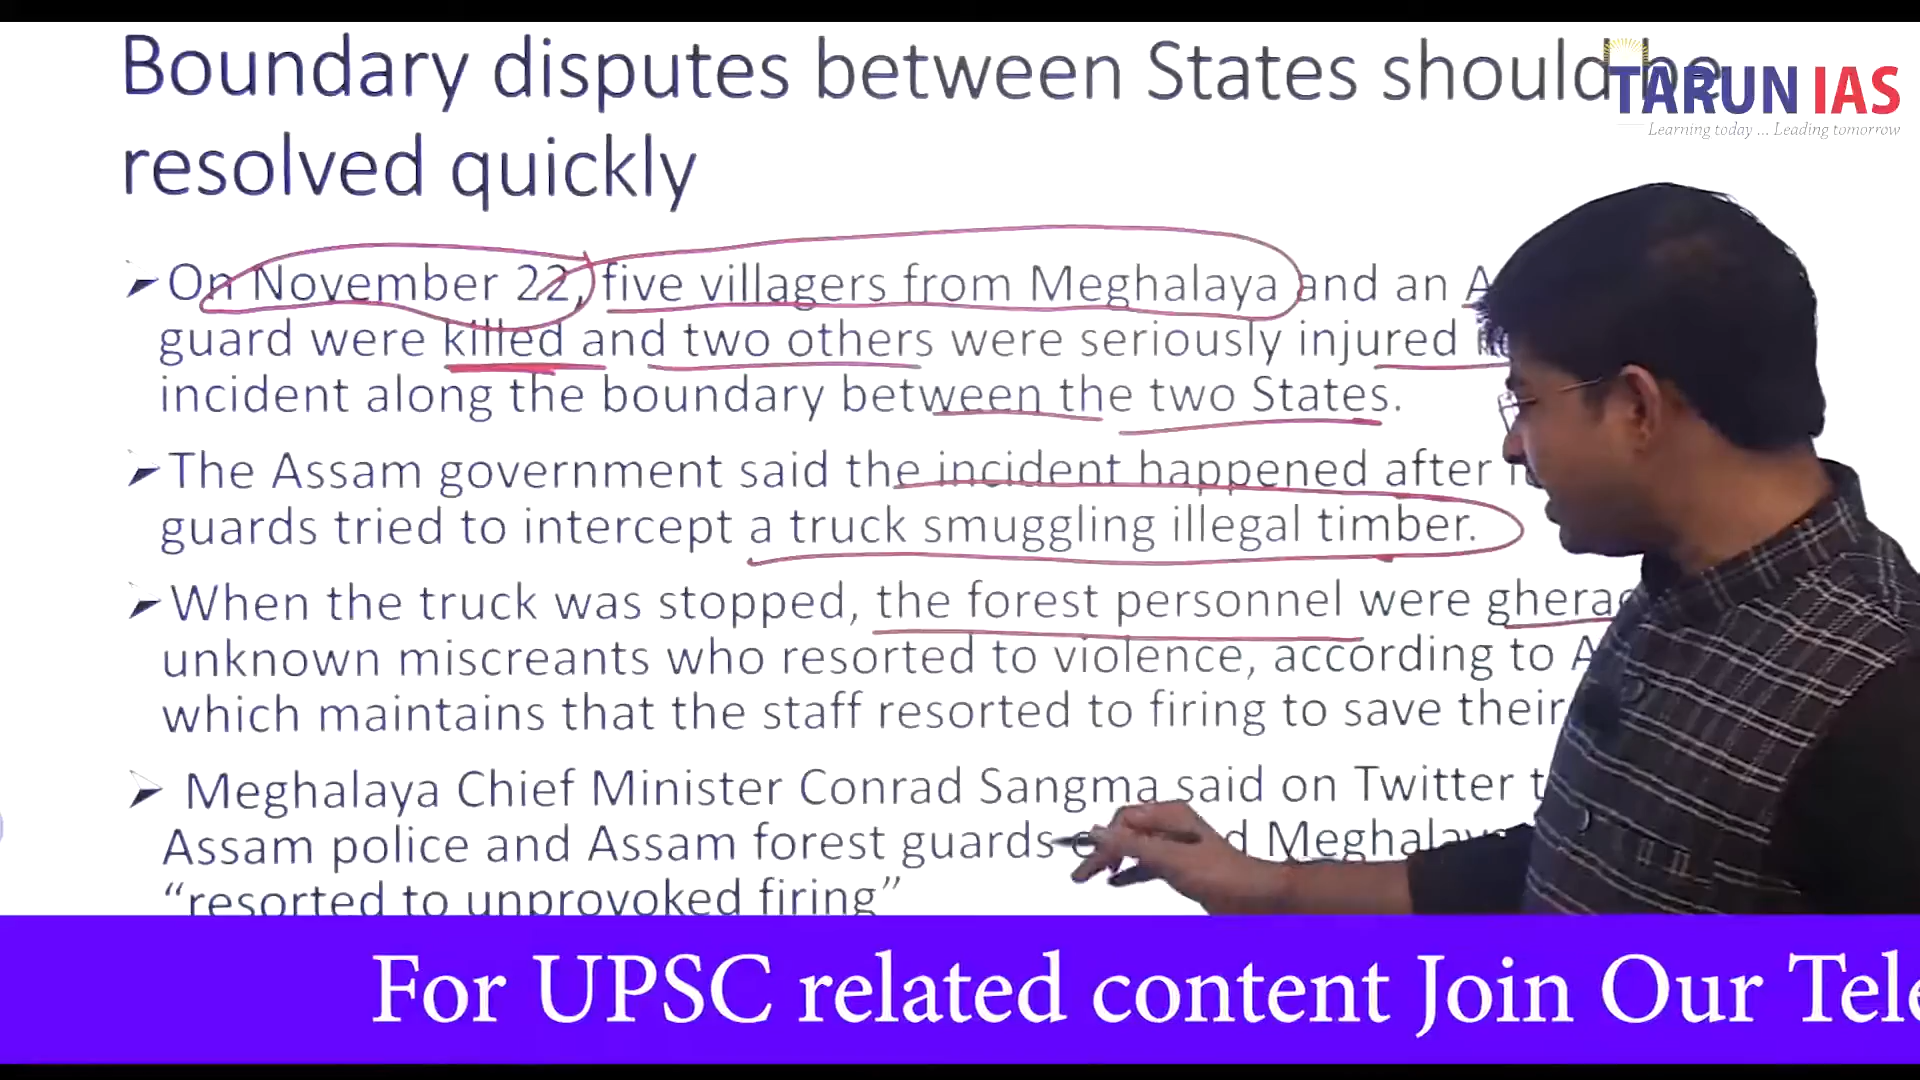 Boundary disputes between States should be
resolved quickly
TARUN IAS
Learning today ... Leading tomorrow
On November 22, five villagers from Meghalaya and an
guard were killed and two others were seriously injured
incident along the boundary between the two States.
The Assam government said the incident happened after
guards tried to intercept a truck smuggling illegal timber.
When the truck was stopped, the forest personnel were
unknown miscreants who resorted to violence, according to
which maintains that the staff resorted to firing to save their
Meghalaya Chief Minister Conrad Sangma said on Twitter
Assam police and Assam forest guards
"resorted to unprovoked firing"
For UPSC related content Join Our